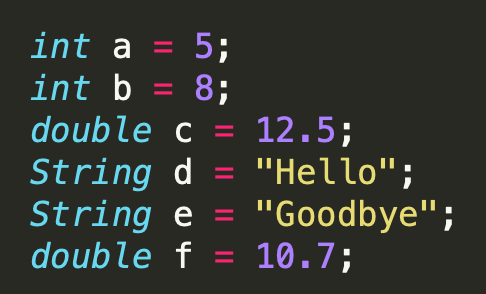 int a = 5;
int b = 8;
double c = 12.5;
String d = "Hello";
String e = "Goodbye";
double f = 10.7;